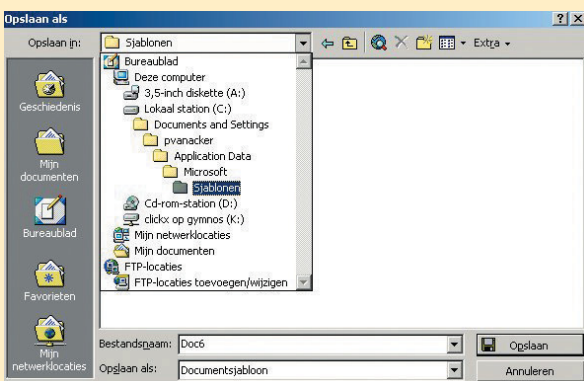 Opslaan als
Opslaan in:
Sjablonen
Extra
Bureaublad
Deze computer
3,5-inch diskette (A:)
Lokaal station (C:)
Documents and Settings
pvanacker
Application Data
Microsoft
Sjablonen
Cd-rom-station (D:)
clickx op gymnos (K:)
Mijn netwerklocaties
Mijn documenten
FTP-locaties
FTP-locaties toevoegen/wijzigen
Geschiedenis
Mijn
documenten
Bureaublad
Favorieten
Mijn
netwerklocaties
Bestandsnaam:
Doc6
Opslaan
Opslaan als:
Documentsjabloon
Annuleren